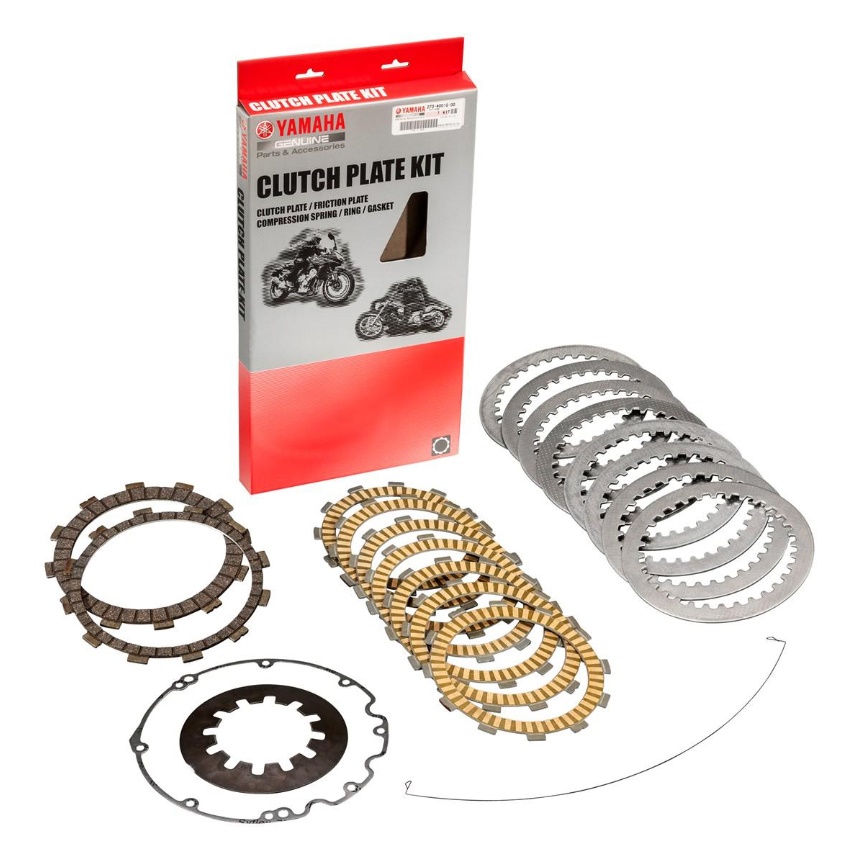 CLUTCH PLATE KIT
YAMAHA
GENUINE
Parts & Accessories
YAMAHA
CLUTCH PLATE KIT
CLUTCH PLATE / FRICTION PLATE
COMPRESSION SPRING / RING / GASKET
CLUTCH PLATE KIT